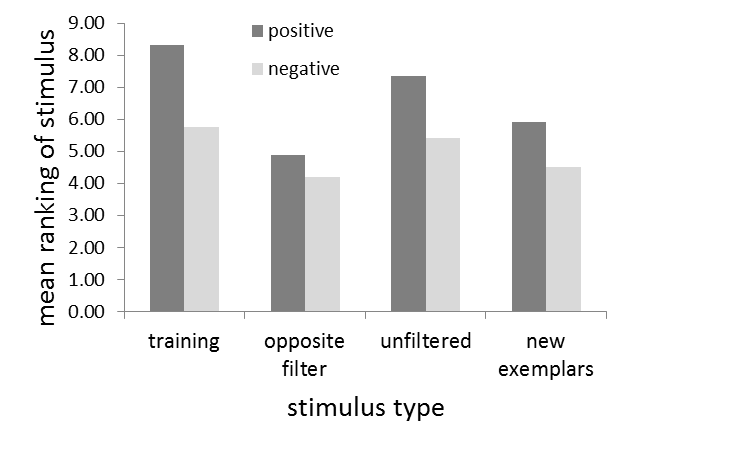 mean ranking of stimulus
9.00
8.00
7.00
6.00
5.00
4.00
3.00
2.00
1.00
0.00
positive
negative
training
opposite
filter
unfiltered
new
exemplars
stimulus type